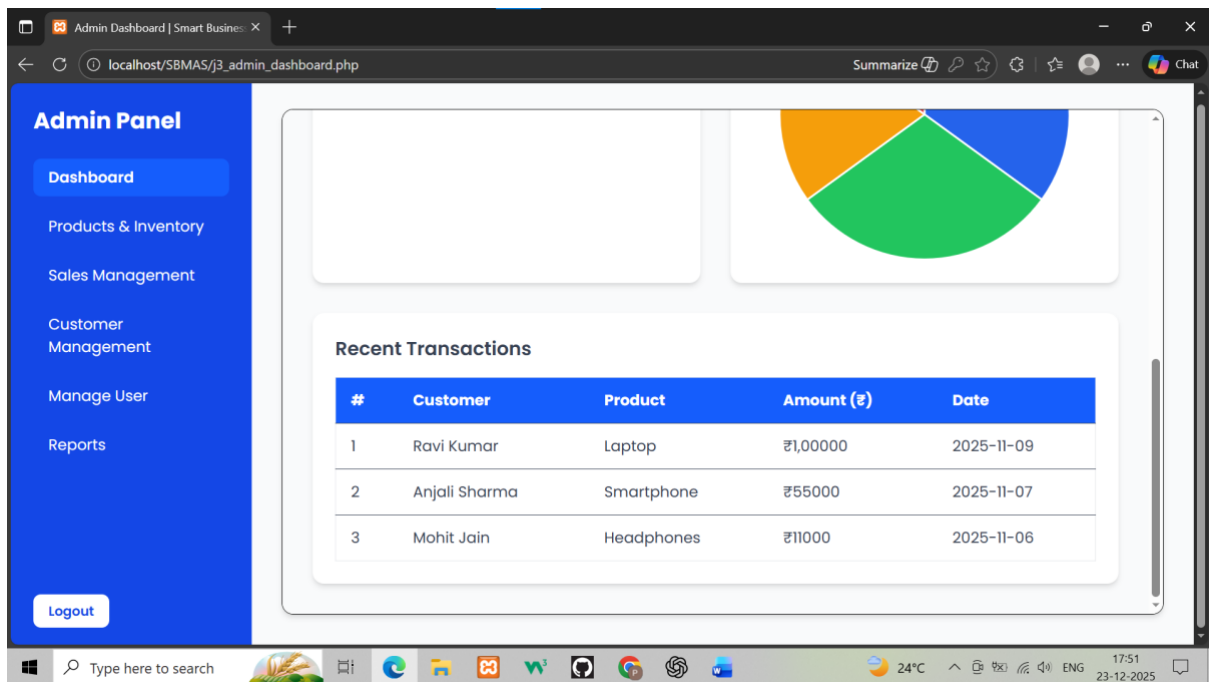 Admin Dashboard | Smart Busines
localhost/SBMAS/j3_admin_dashboard.php
Summarize
Chat
Admin Panel
Dashboard
Products & Inventory
Sales Management
Customer
Management
Manage User
Reports
Logout
Recent Transactions
# Customer Product Amount (₹) Date
1 Ravi Kumar Laptop ₹1,00000 2025-11-09
2 Anjali Sharma Smartphone ₹55000 2025-11-07
3 Mohit Jain Headphones ₹11000 2025-11-06
Type here to search
24°C
ENG
17:51
23-12-2025